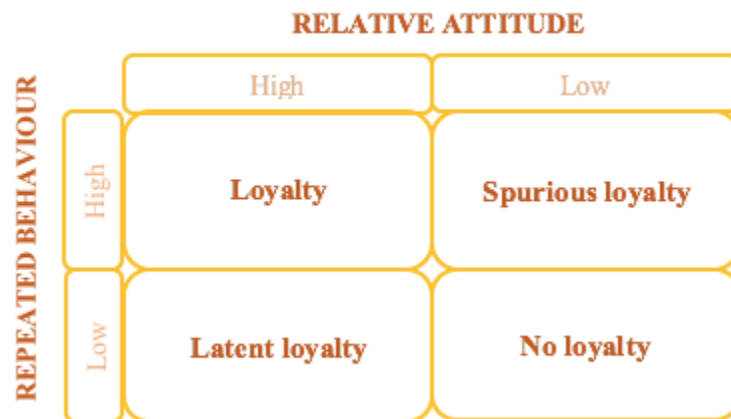 RELATIVE ATTITUDE
High Low
REPEATED BEHAVIOUR
High
Loyalty Spurious loyalty
Low
Latent loyalty No loyalty